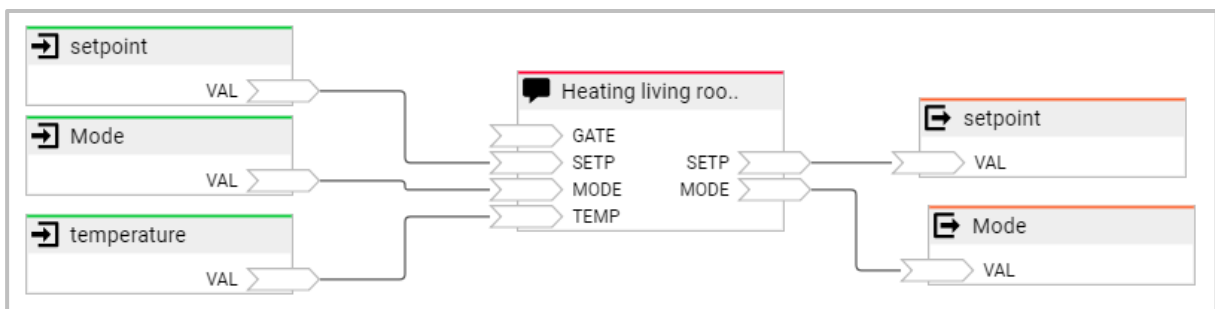 setpoint
VAL
Mode
VAL
temperature
VAL
Heating living roo..
GATE
SETP SETP
MODE MODE
TEMP
setpoint
VAL
Mode
VAL